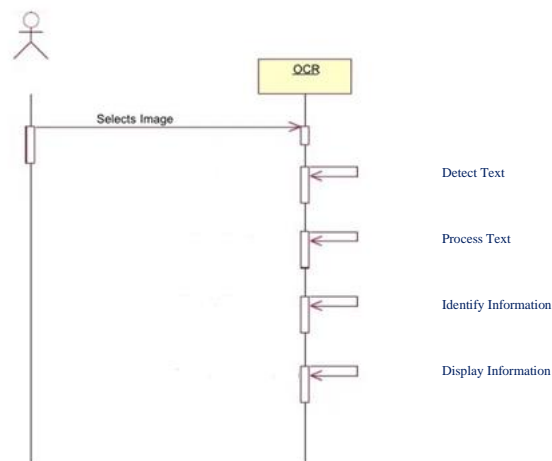 OCR
Selects Image
Detect Text
Process Text
Identify Information
Display Information